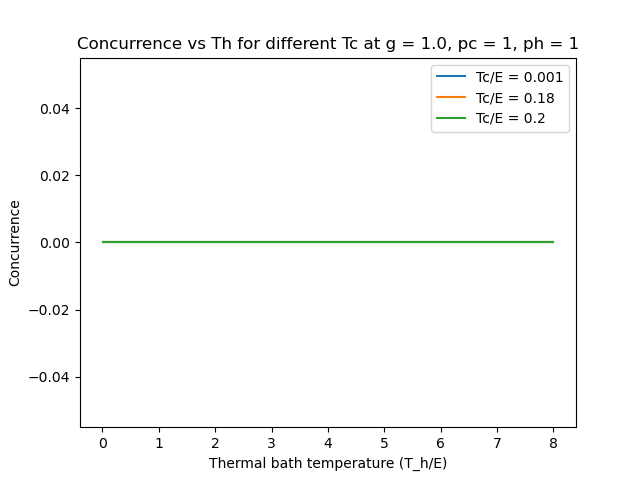 Concurrence vs Th for different Tc at g = 1.0, pc = 1, ph = 1
Tc/E = 0.001
Tc/E = 0.18
Tc/E = 0.2
0.04
0.02
0.00
−0.02
−0.04
Concurrence
0 1 2 3 4 5 6 7 8
Thermal bath temperature (T_h/E)